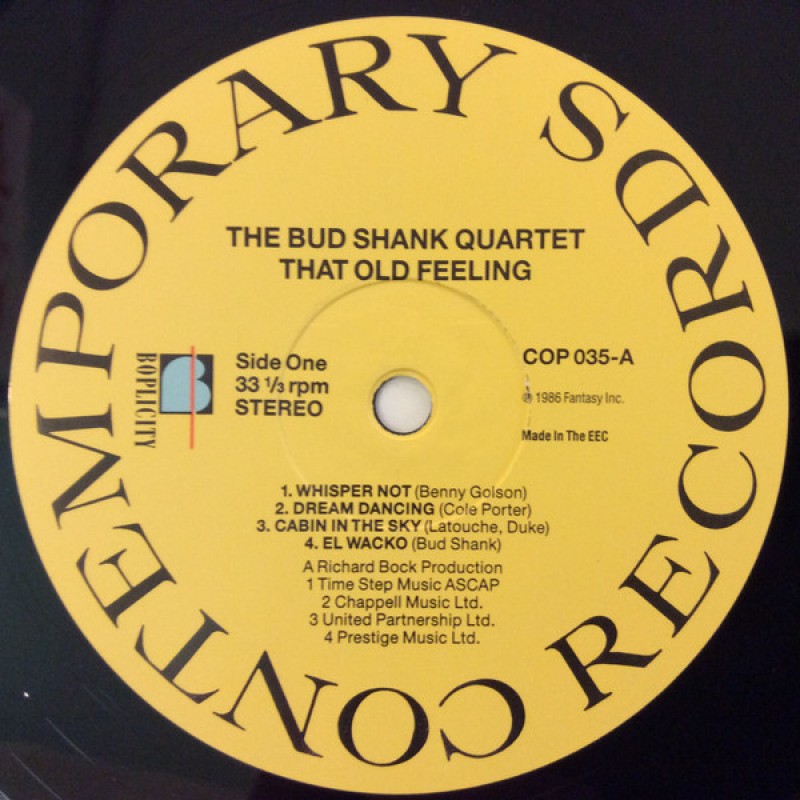 CONTEMPORARY RECORDS
THE BUD SHANK QUARTET
THAT OLD FEELING
BOPLICITY
B
Side One
33 1/3 rpm
STEREO
COP 035-A
℗ 1986 Fantasy Inc.
Made In The EEC
1. WHISPER NOT (Benny Golson)
2. DREAM DANCING (Cole Porter)
3. CABIN IN THE SKY (Latouche, Duke)
4. EL WACKO (Bud Shank)
A Richard Bock Production
1 Time Step Music ASCAP
2 Chappell Music Ltd.
3 United Partnership Ltd.
4 Prestige Music Ltd.